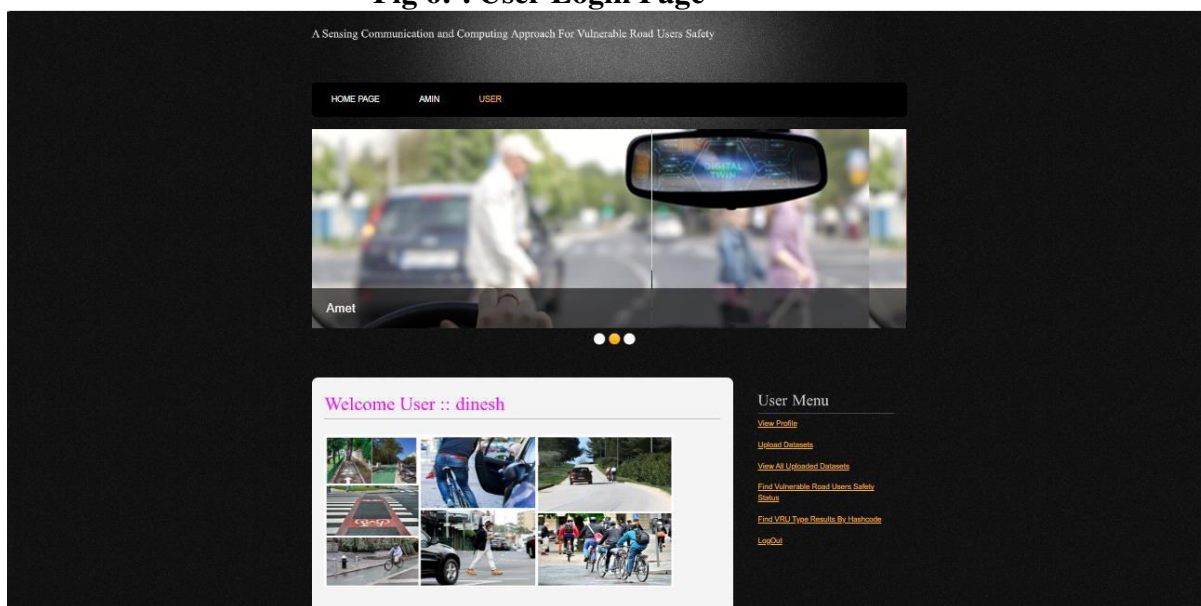 Fig 6. . User Login Page
A Sensing Communication and Computing Approach For Vulnerable Road Users Safety
HOME PAGE AMIN USER
DIGITAL
TWIN
Amet
Welcome User :: dinesh
User Menu
View Profile
Upload Datasets
View All Uploaded Datasets
Find Vulnerable Road Users Safety
Status
Find VRU Type Results By Hashcode
LogOut